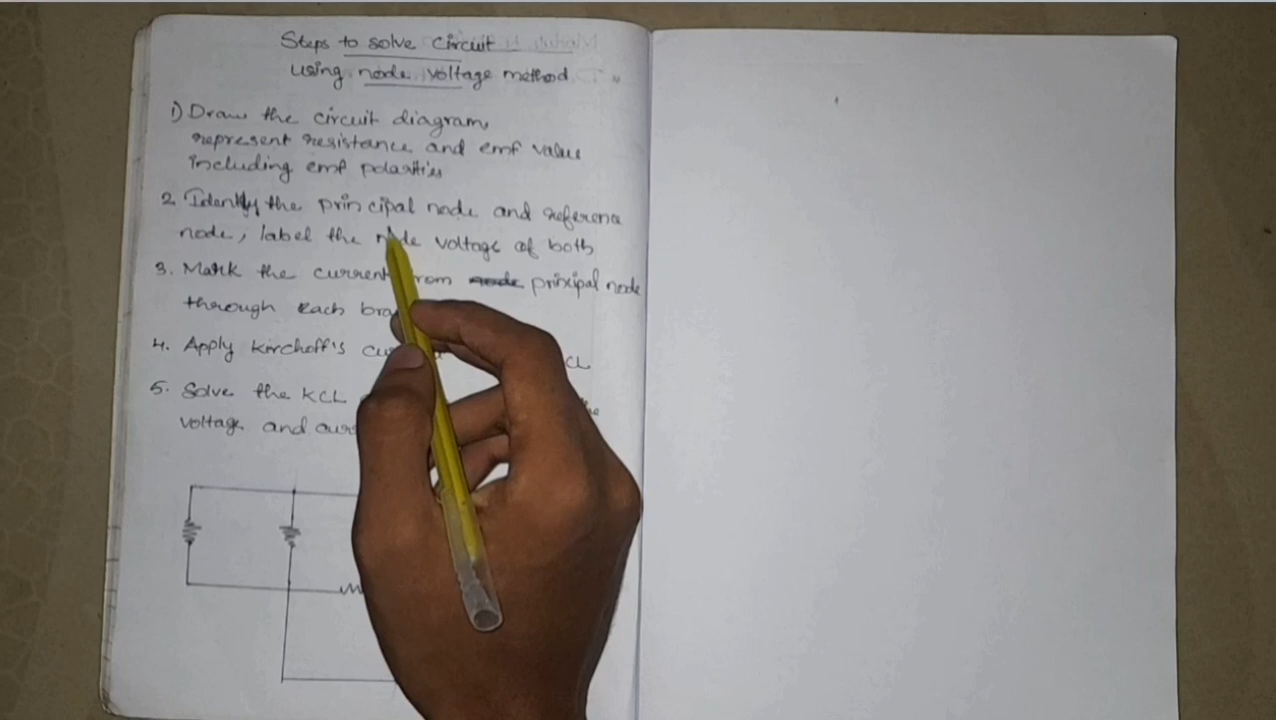 Steps to solve circuit
using node voltage method
1) Draw the circuit diagram,
represent resistance and emf value
including emf polarities
2. Identify the principal node and reference
node, label the node voltage of both
3. Mark the current from principal node
through each
4. Apply Kirchoff's CL
5. Solve the KCL the
voltage and